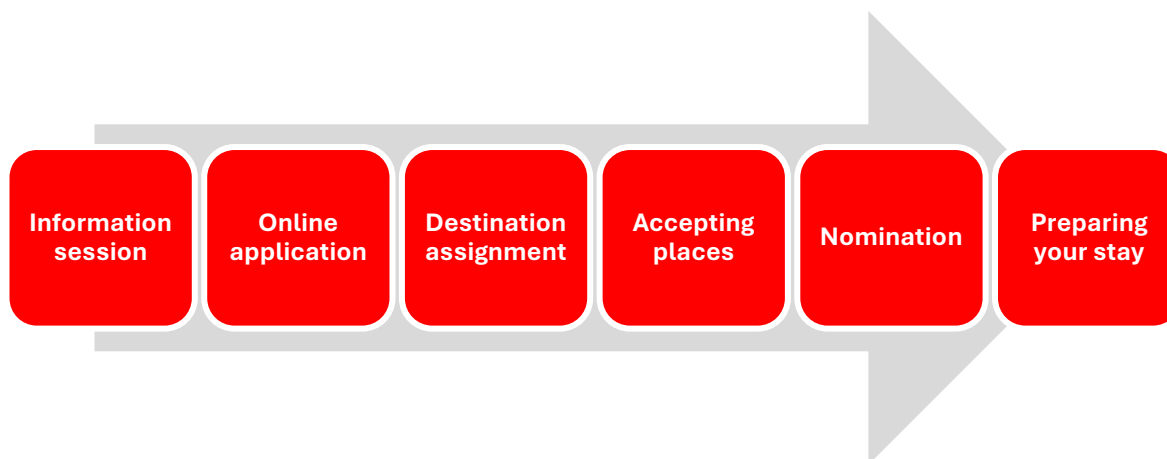 Information
session
Online
application
Destination
assignment
Accepting
places
Nomination
Preparing
your stay